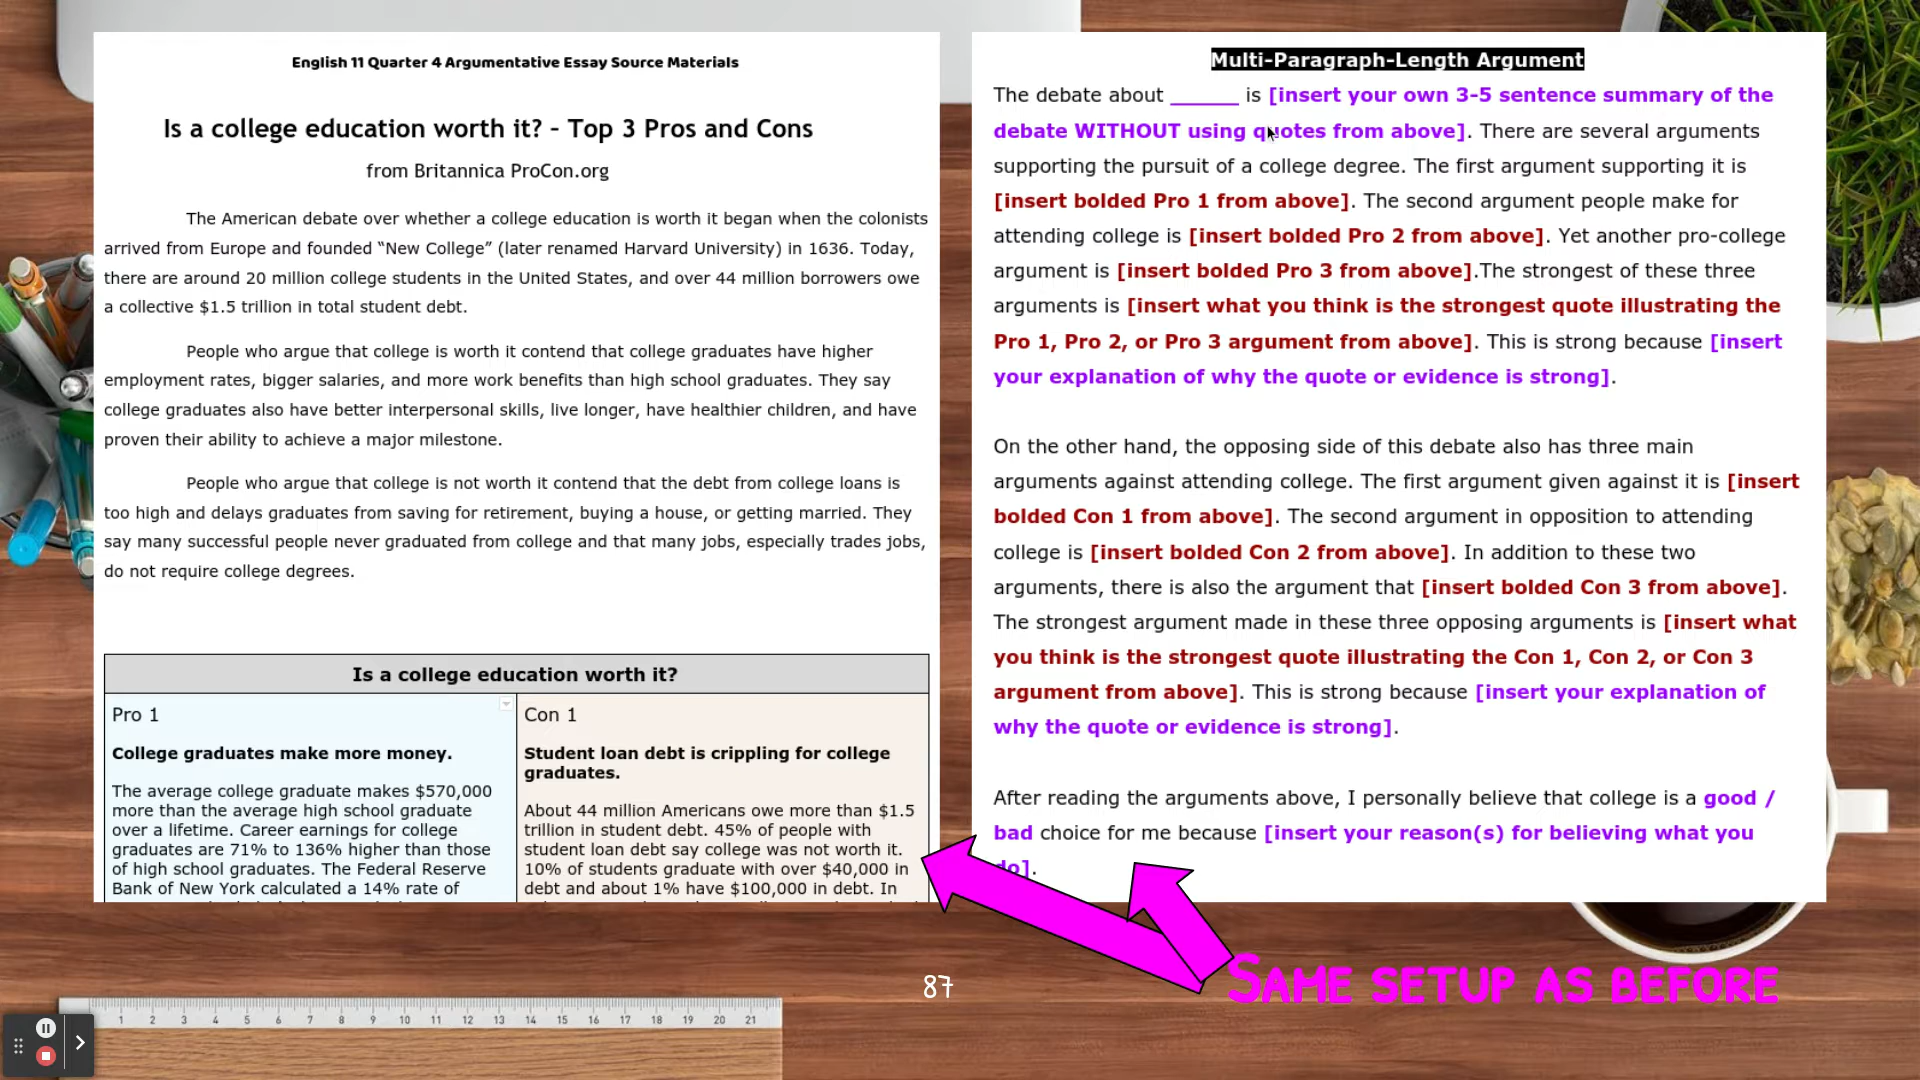 English 11 Quarter 4 Argumentative Essay Source Materials
Is a college education worth it? – Top 3 Pros and Cons
from Britannica ProCon.org
The American debate over whether a college education is worth it began when the colonists
arrived from Europe and founded “New College” (later renamed Harvard University) in 1636. Today,
there are around 20 million college students in the United States, and over 44 million borrowers owe
a collective $1.5 trillion in total student debt.
People who argue that college is worth it contend that college graduates have higher
employment rates, bigger salaries, and more work benefits than high school graduates. They say
college graduates also have better interpersonal skills, live longer, have healthier children, and have
proven their ability to achieve a major milestone.
People who argue that college is not worth it contend that the debt from college loans is
too high and delays graduates from saving for retirement, buying a house, or getting married. They
say many successful people never graduated from college and that many jobs, especially trades jobs,
do not require college degrees.
Is a college education worth it?
Pro 1
College graduates make more money.
The average college graduate makes $570,000
more than the average high school graduate
over a lifetime. Career earnings for college
graduates are 71% to 136% higher than those
of high school graduates. The Federal Reserve
Bank of New York calculated a 14% rate of
Con 1
Student loan debt is crippling for college
graduates.
About 44 million Americans owe more than $1.5
trillion in student debt. 45% of people with
student loan debt say college was not worth it.
10% of students graduate with over $40,000 in
debt and about 1% have $100,000 in debt. In
Multi-Paragraph-Length Argument
The debate about ______ is [insert your own 3-5 sentence summary of the
debate WITHOUT using quotes from above]. There are several arguments
supporting the pursuit of a college degree. The first argument supporting it is
[insert bolded Pro 1 from above]. The second argument people make for
attending college is [insert bolded Pro 2 from above]. Yet another pro-college
argument is [insert bolded Pro 3 from above].The strongest of these three
arguments is [insert what you think is the strongest quote illustrating the
Pro 1, Pro 2, or Pro 3 argument from above]. This is strong because [insert
your explanation of why the quote or evidence is strong].
On the other hand, the opposing side of this debate also has three main
arguments against attending college. The first argument given against it is [insert
bolded Con 1 from above]. The second argument in opposition to attending
college is [insert bolded Con 2 from above]. In addition to these two
arguments, there is also the argument that [insert bolded Con 3 from above].
The strongest argument made in these three opposing arguments is [insert what
you think is the strongest quote illustrating the Con 1, Con 2, or Con 3
argument from above]. This is strong because [insert your explanation of
why the quote or evidence is strong].
After reading the arguments above, I personally believe that college is a good /
bad choice for me because [insert your reason(s) for believing what you
do].
87
SAME SETUP AS BEFORE
1 2 3 4 5 6 7 8 9 10 11 12 13 14 15 16 17 18 19 20 21